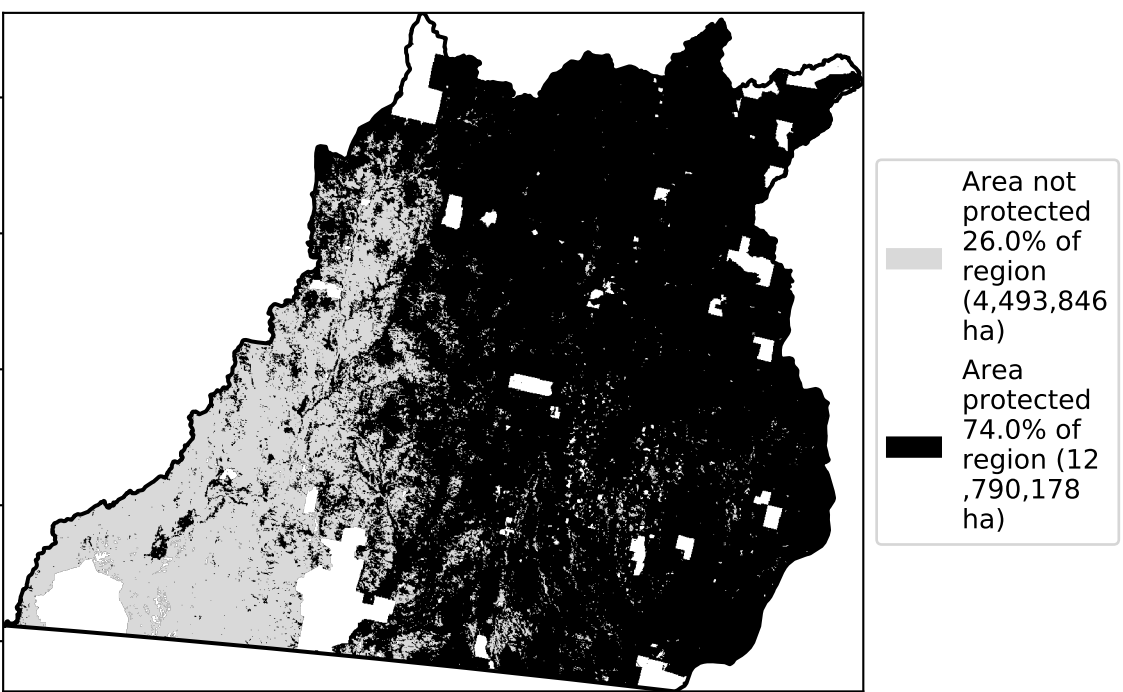 Area not
protected
26.0% of
region
(4,493,846
ha)
Area
protected
74.0% of
region (12
,790,178
ha)